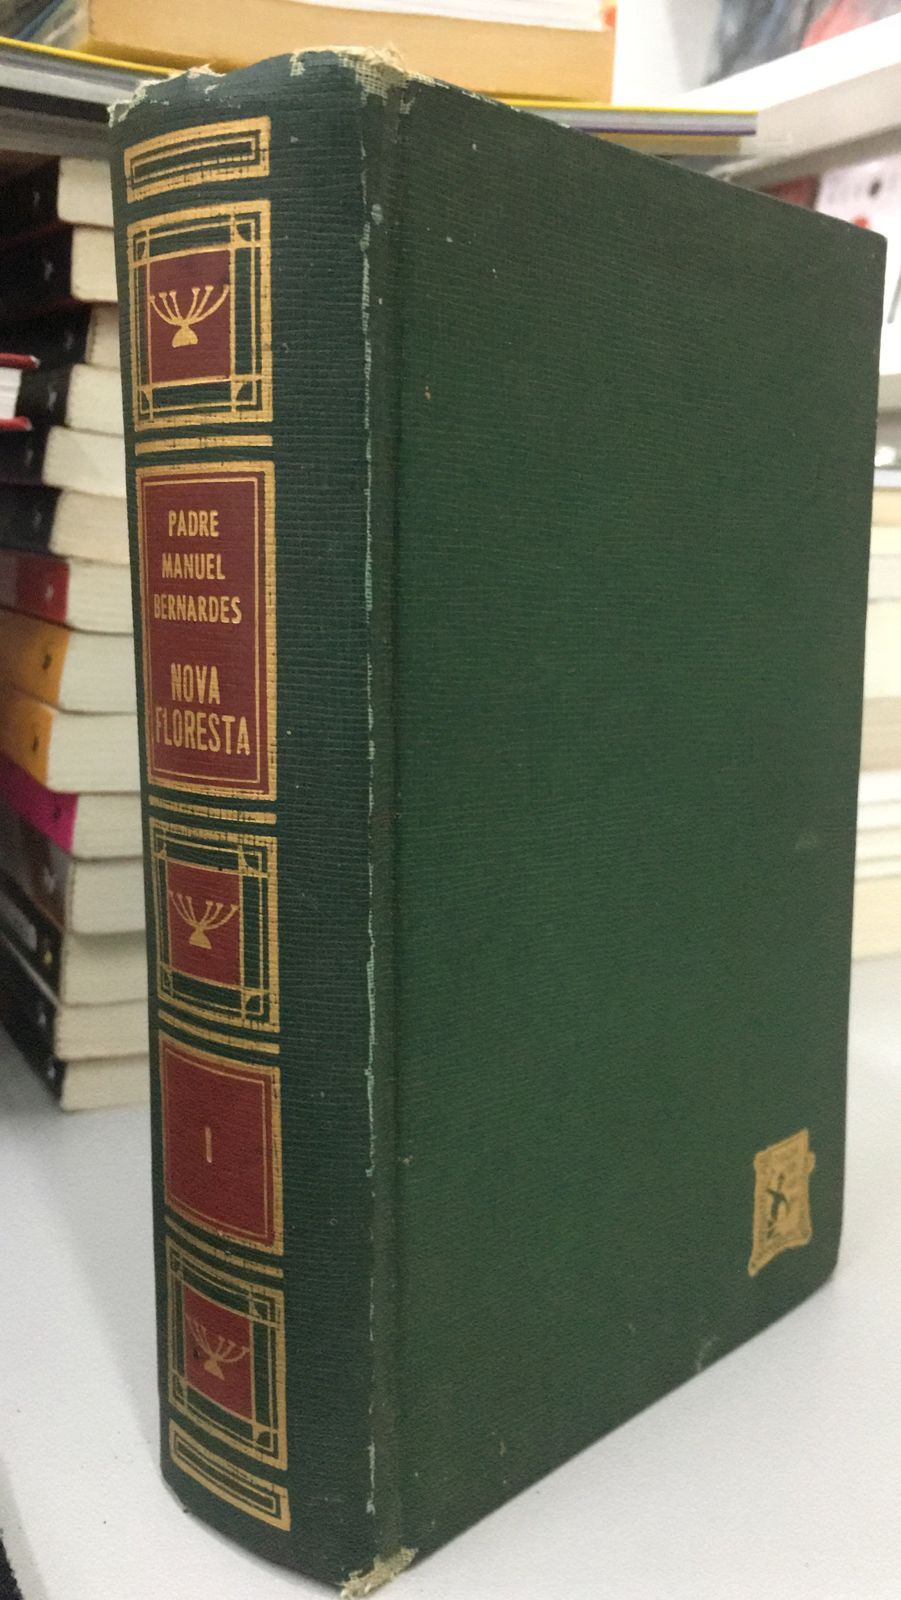 PADRE
MANUEL
BERNARDES
NOVA
FLORESTA
I